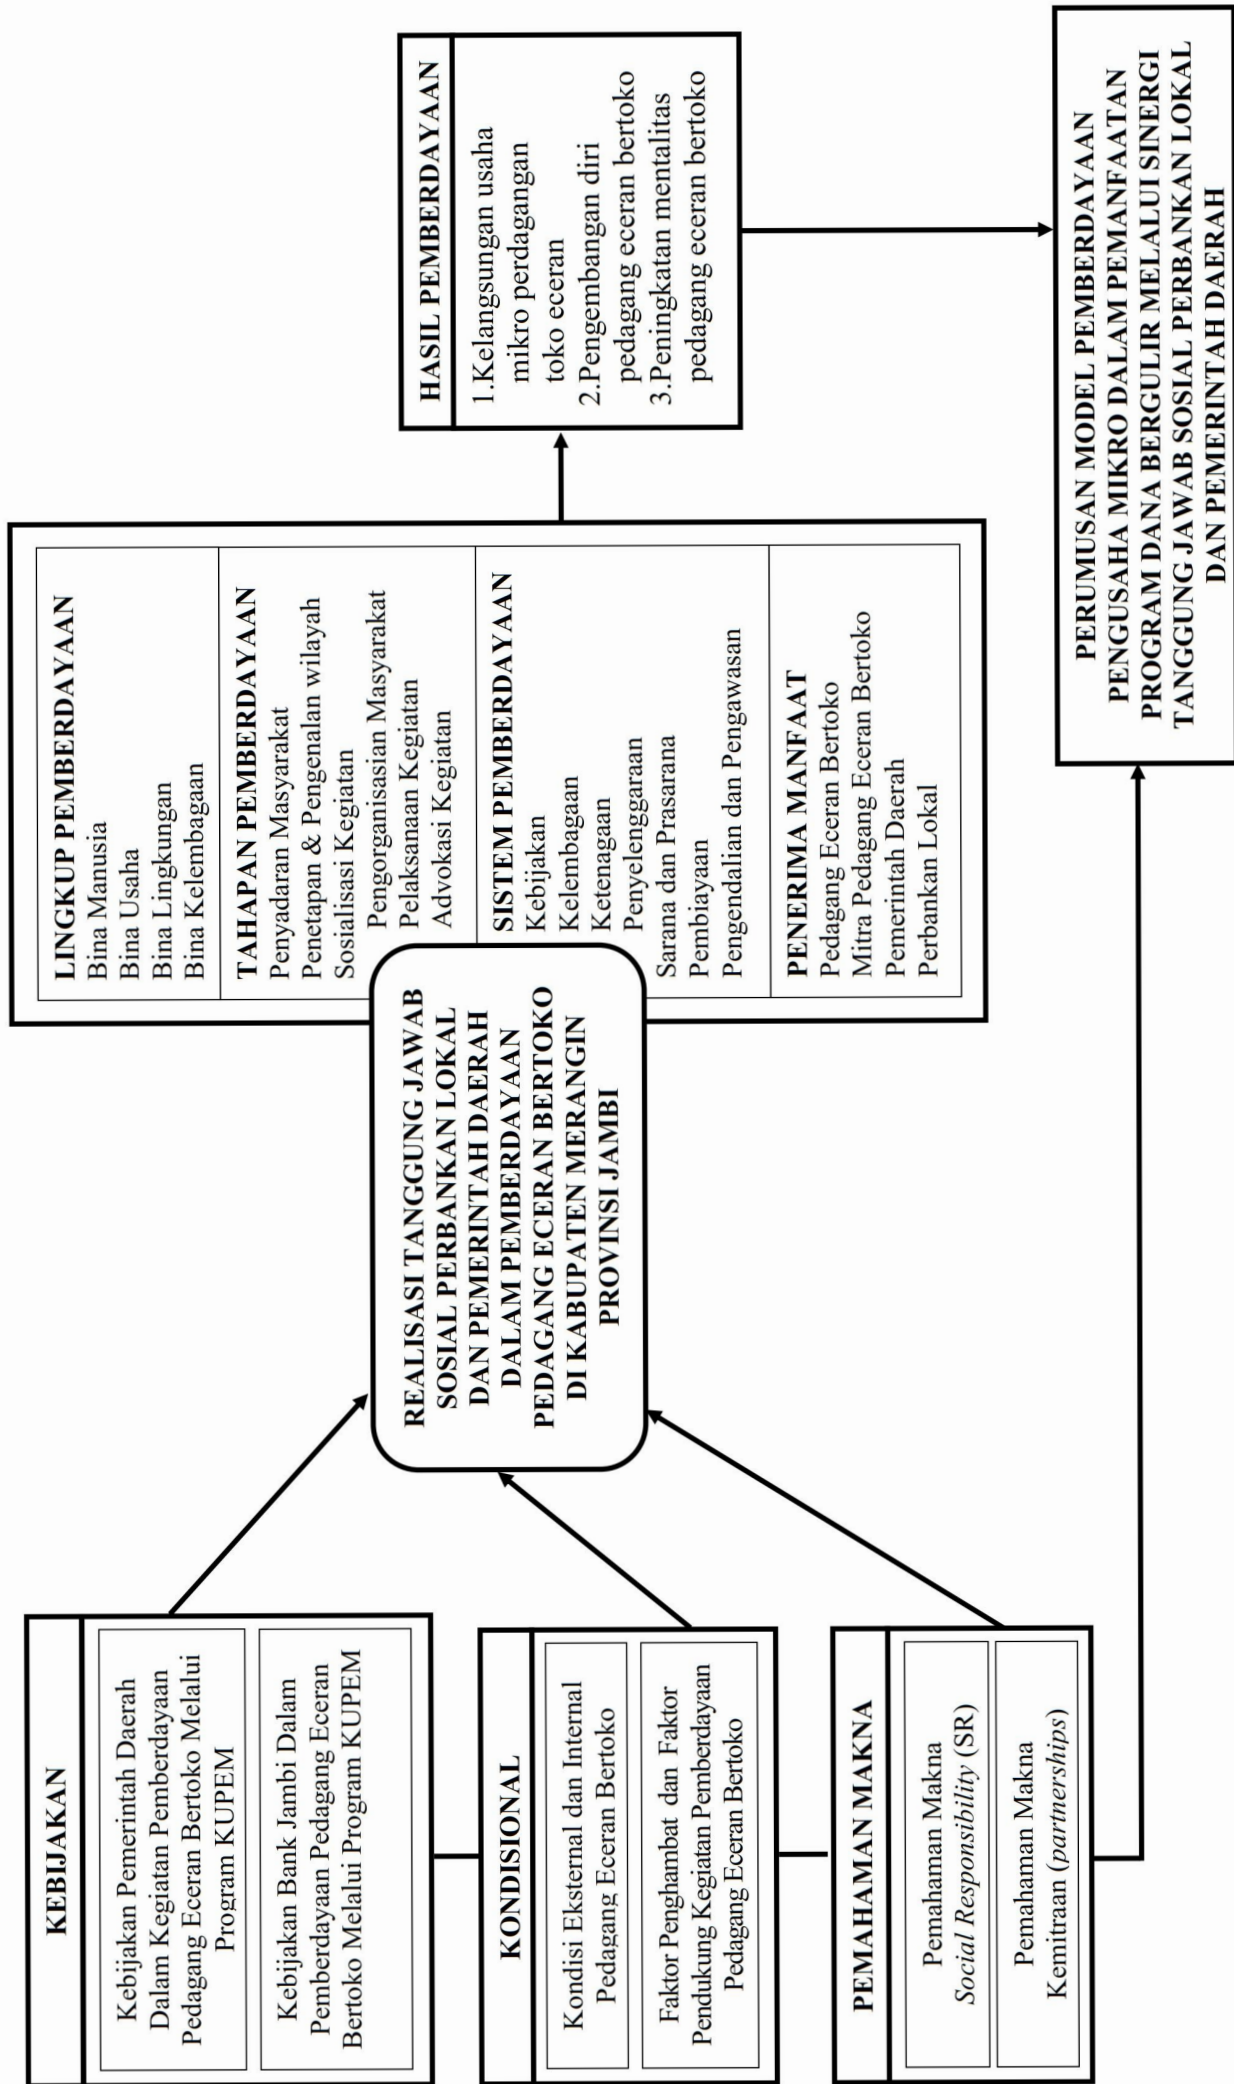 KEBIJAKAN
Kebijakan Pemerintah Daerah
Dalam Kegiatan Pemberdayaan
Pedagang Eceran Bertoko Melalui
Program KUPEM
Kebijakan Bank Jambi Dalam
Pemberdayaan Pedagang Eceran
Bertoko Melalui Program KUPEM
KONDISIONAL
Kondisi Eksternal dan Internal
Pedagang Eceran Bertoko
Faktor Penghambat dan Faktor
Pendukung Kegiatan Pemberdayaan
Pedagang Eceran Bertoko
PEMAHAMAN MAKNA
Pemahaman Makna
Social Responsibility (SR)
Pemahaman Makna
Kemitraan (partnerships)
REALISASI TANGGUNG JAWAB
SOSIAL PERBANKAN LOKAL
DAN PEMERINTAH DAERAH
DALAM PEMBERDAYAAN
PEDAGANG ECERAN BERTOKO
DI KABUPATEN MERANGIN
PROVINSI JAMBI
LINGKUP PEMBERDAYAAN
Bina Manusia
Bina Usaha
Bina Lingkungan
Bina Kelembagaan
TAHAPAN PEMBERDAYAAN
Penyadaran Masyarakat
Penetapan & Pengenalan wilayah
Sosialisasi Kegiatan
Pengorganisasian Masyarakat
Pelaksanaan Kegiatan
Advokasi Kegiatan
SISTEM PEMBERDAYAAN
Kebijakan
Kelembagaan
Ketenagaan
Penyelenggaraan
Sarana dan Prasarana
Pembiayaan
Pengendalian dan Pengawasan
PENERIMA MANFAAT
Pedagang Eceran Bertoko
Mitra Pedagang Eceran Bertoko
Pemerintah Daerah
Perbankan Lokal
HASIL PEMBERDAYAAN
1.Kelangsungan usaha
mikro perdagangan
toko eceran
2.Pengembangan diri
pedagang eceran bertoko
3.Peningkatan mentalitas
pedagang eceran bertoko
PERUMUSAN MODEL PEMBERDAYAAN
PENGUSAHA MIKRO DALAM PEMANFAATAN
PROGRAM DANA BERGULIR MELALUI SINERGI
TANGGUNG JAWAB SOSIAL PERBANKAN LOKAL
DAN PEMERINTAH DAERAH